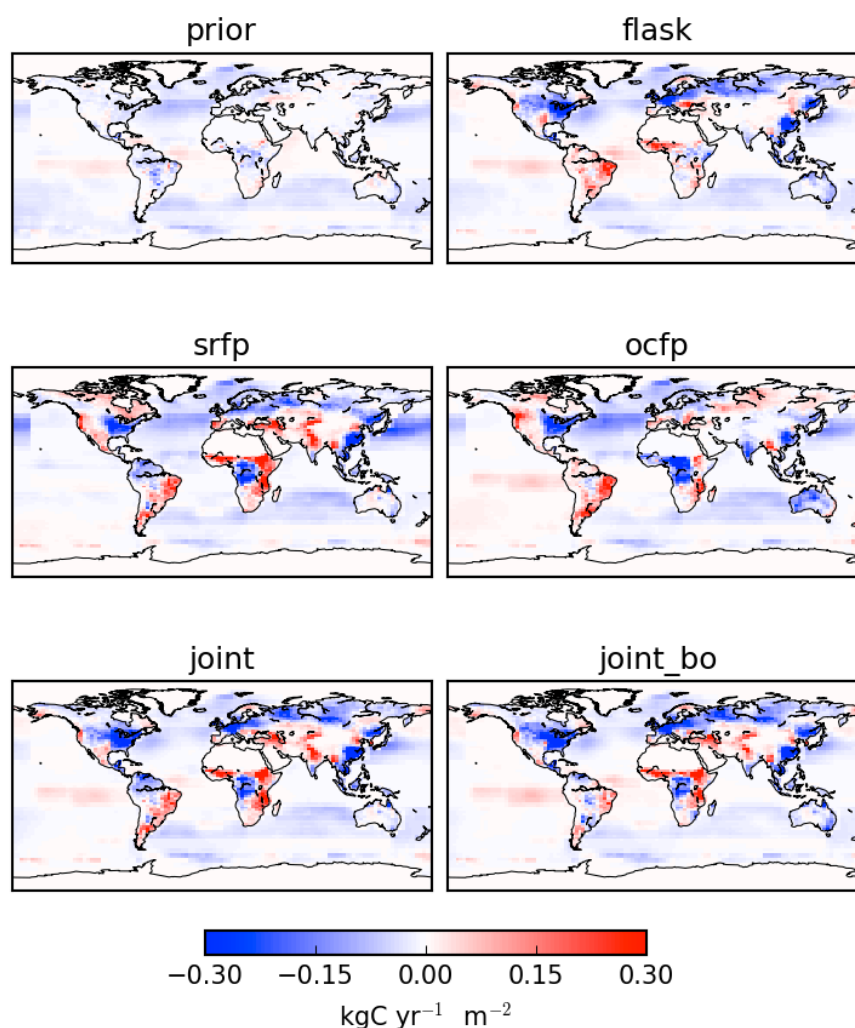 prior flask
srfp ocfp
joint joint_bo
−0.30 −0.15 0.00 0.15 0.30
kgC yr⁻¹ m⁻²